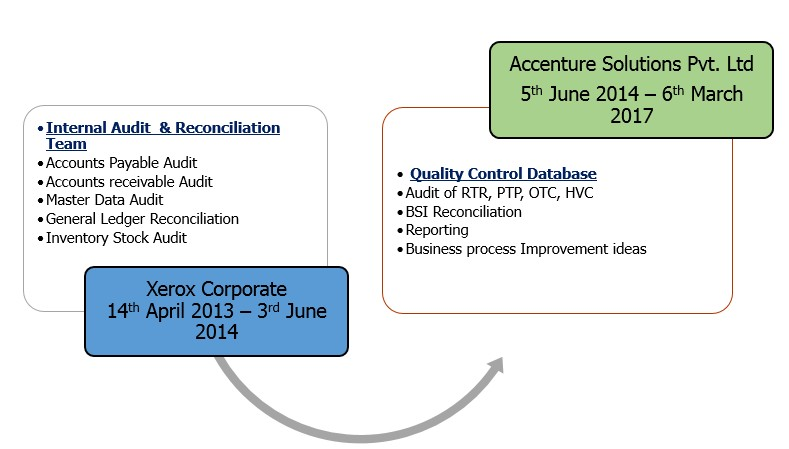 •Internal Audit & Reconciliation
Team
•Accounts Payable Audit
•Accounts receivable Audit
•Master Data Audit
•General Ledger Reconciliation
•Inventory Stock Audit
Xerox Corporate
14th April 2013 – 3rd June
2014
Accenture Solutions Pvt. Ltd
5th June 2014 – 6th March
2017
• Quality Control Database
•Audit of RTR, PTP, OTC, HVC
•BSI Reconciliation
•Reporting
•Business process Improvement ideas